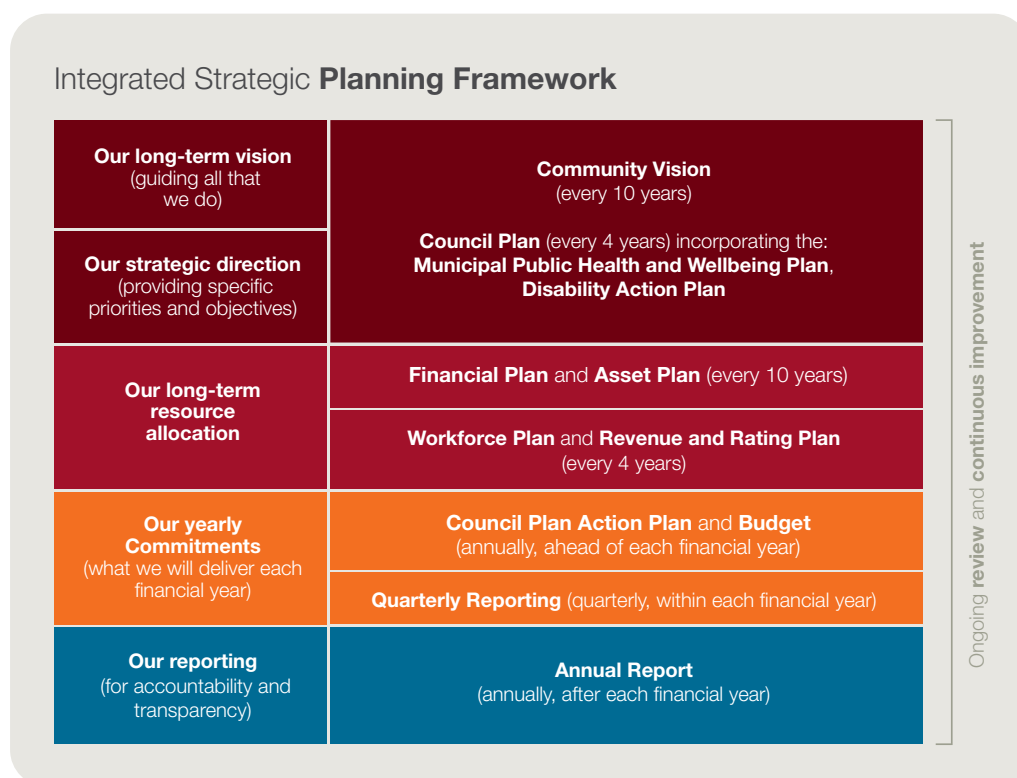 Integrated Strategic Planning Framework
Our long-term vision
(guiding all that
we do)
Community Vision
(every 10 years)
Council Plan (every 4 years) incorporating the:
Municipal Public Health and Wellbeing Plan,
Disability Action Plan
Our strategic direction
(providing specific
priorities and objectives)
Our long-term
resource
allocation
Financial Plan and Asset Plan (every 10 years)
Workforce Plan and Revenue and Rating Plan
(every 4 years)
Our yearly
Commitments
(what we will deliver each
financial year)
Council Plan Action Plan and Budget
(annually, ahead of each financial year)
Quarterly Reporting (quarterly, within each financial year)
Our reporting
(for accountability and
transparency)
Annual Report
(annually, after each financial year)
Ongoing review and continuous improvement